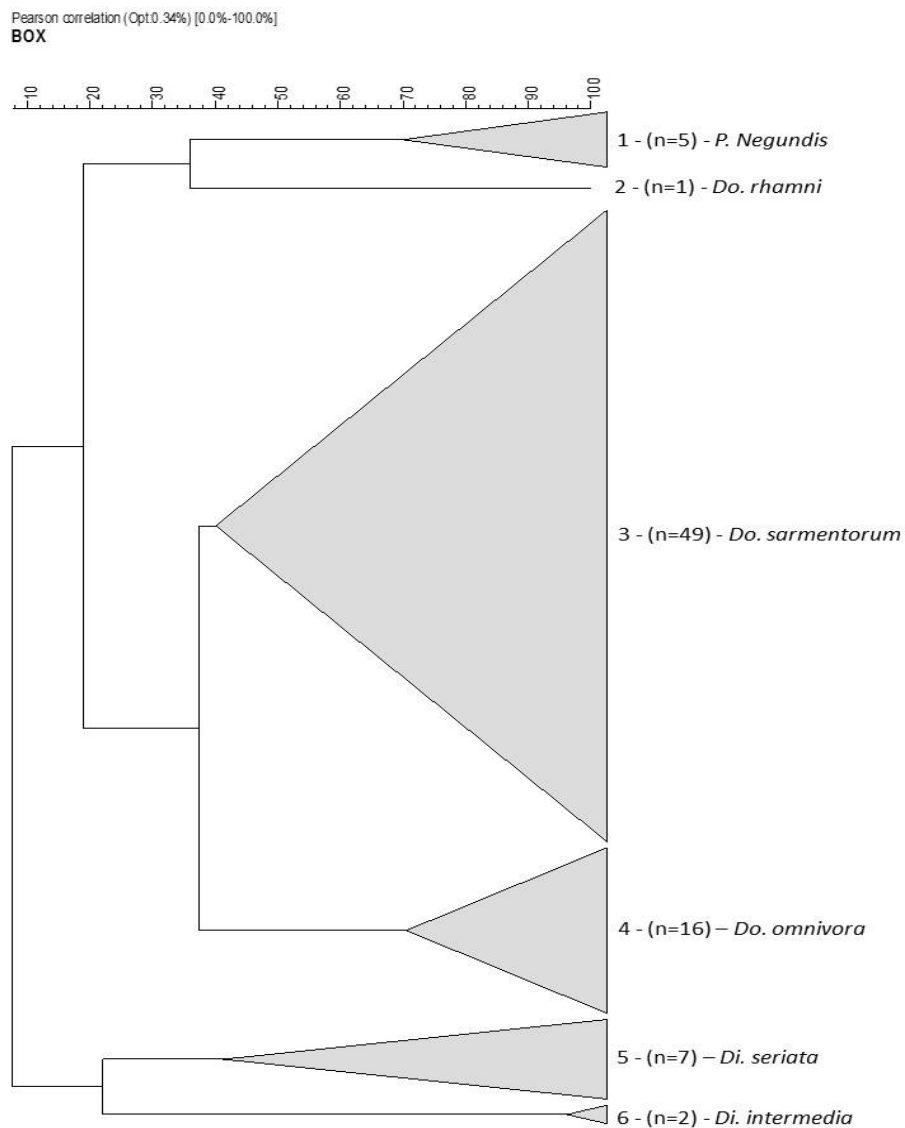 Pearson correlation (Opt:0.34%) [0.0%-100.0%]
BOX
10 20 30 40 50 60 70 80 90 100
1 - (n=5) - P. Negundis
2 - (n=1) - Do. rhamni
3 - (n=49) - Do. sarmentorum
4 - (n=16) – Do. omnivora
5 - (n=7) – Di. seriata
6 - (n=2) - Di. intermedia